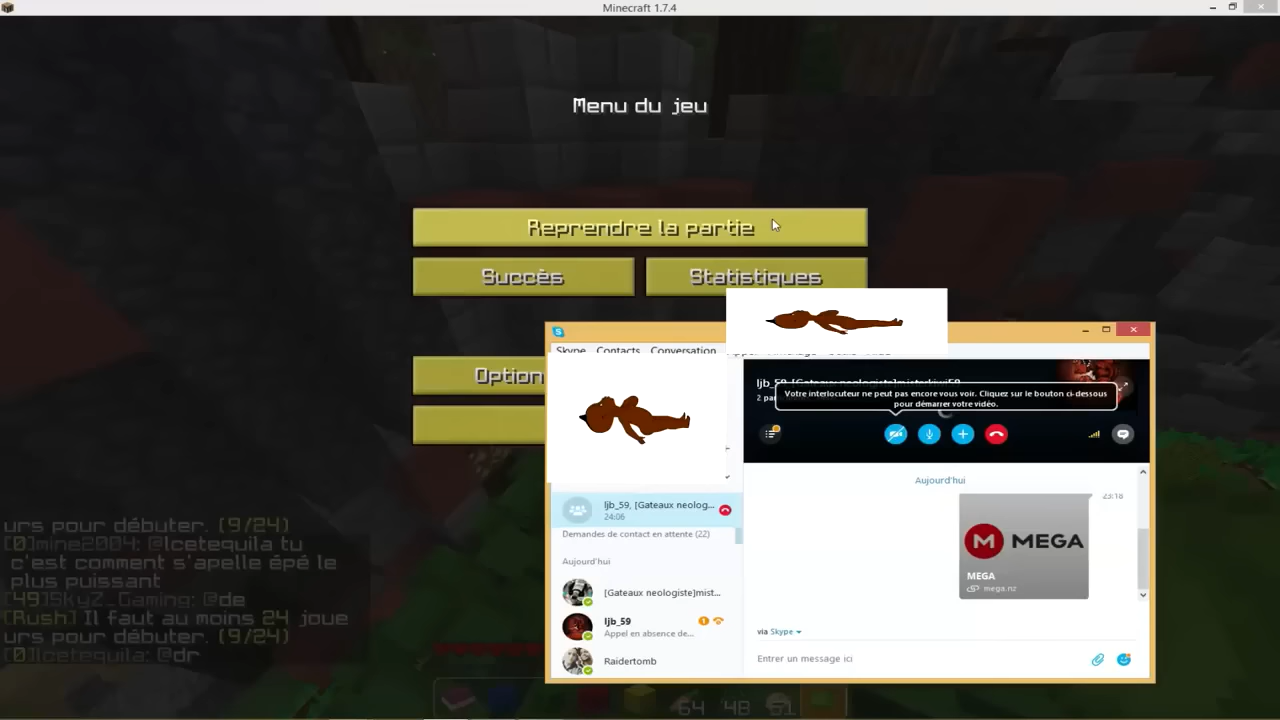 Minecraft 1.7.4
Menu du jeu
Reprendre la partie
Succès
Statistiques
Option
Skype Contacts Conversation
ljb_59, [Gateaux neologiste]misterkiwi59
Votre interlocuteur ne peut pas encore vous voir. Cliquez sur le bouton ci-dessous
pour démarrer votre vidéo.
Aujourd'hui
23:18
MEGA
MEGA
mega.nz
via Skype
Entrer un message ici
ljb_59, [Gateaux neolog...
24:06
Demandes de contact en attente (22)
Aujourd'hui
[Gateaux neologiste]mist...
ljb_59
1
Appel en absence de...
Raidertomb
urs pour débuter. (9/24)
[0]mine2004: @lcetequila tu
c'est comment s'apelle épé le
plus puissant
[49]SkyZ_Gaming: @de
[Rush] Il faut au moins 24 joue
urs pour débuter. (9/24)
[0]lcetequila: @dr
64 48 51